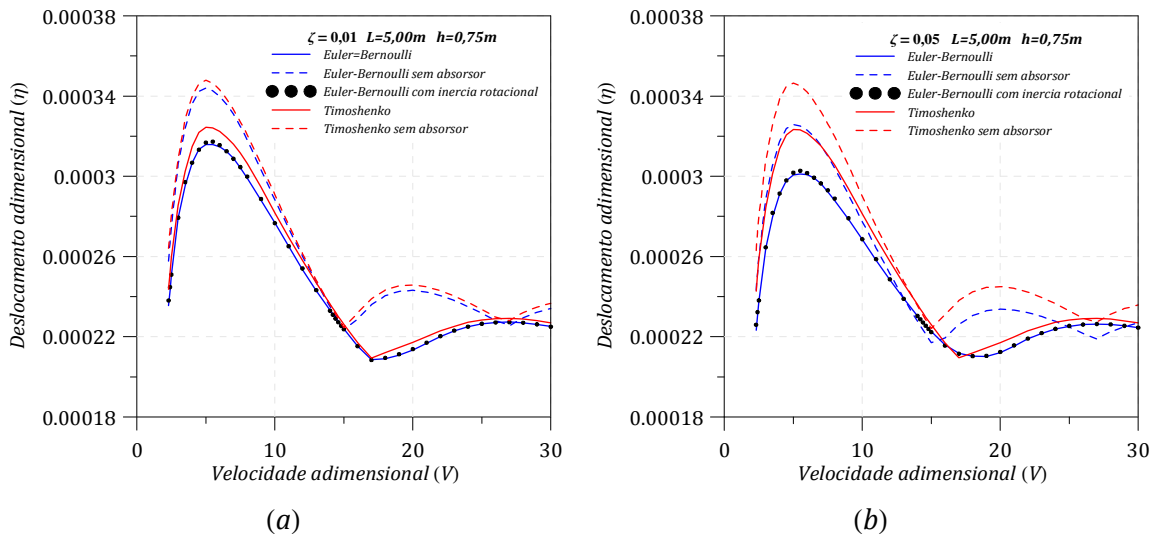 ζ = 0,01 L=5,00m h=0,75m
Euler=Bernoulli
Euler-Bernoulli sem absorsor
Euler-Bernoulli com inercia rotacional
Timoshenko
Timoshenko sem absorsor
Deslocamento adimensional (η)
0.00038
0.00034
0.0003
0.00026
0.00022
0.00018
0 10 20 30
Velocidade adimensional (V)
(a)
ζ = 0,05 L=5,00m h=0,75m
Euler-Bernoulli
Euler-Bernoulli sem absorsor
Euler-Bernoulli com inercia rotacional
Timoshenko
Timoshenko sem absorsor
Deslocamento adimensional (η)
0.00038
0.00034
0.0003
0.00026
0.00022
0.00018
0 10 20 30
Velocidade adimensional (V)
(b)